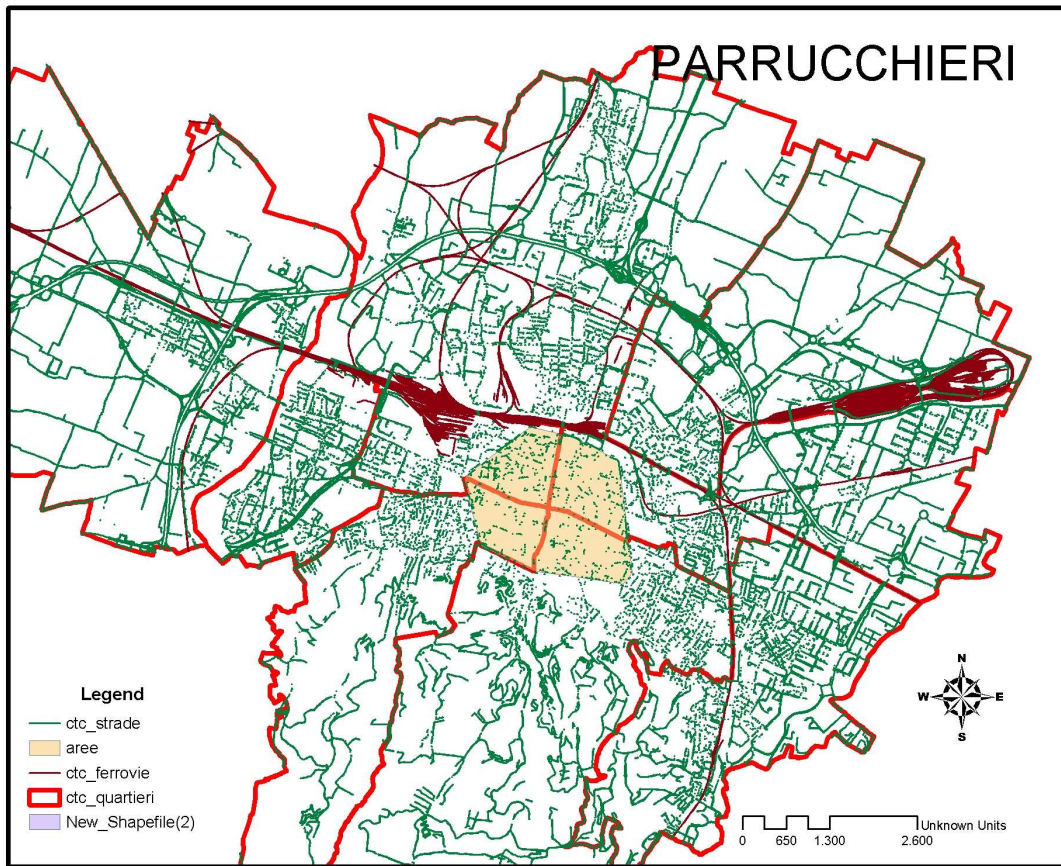 PARRUCCHIERI
N
W E
S
Legend
ctc_strade
aree
ctc_ferrovie
ctc_quartieri
New_Shapefile(2)
Unknown Units
0 650 1.300 2.600